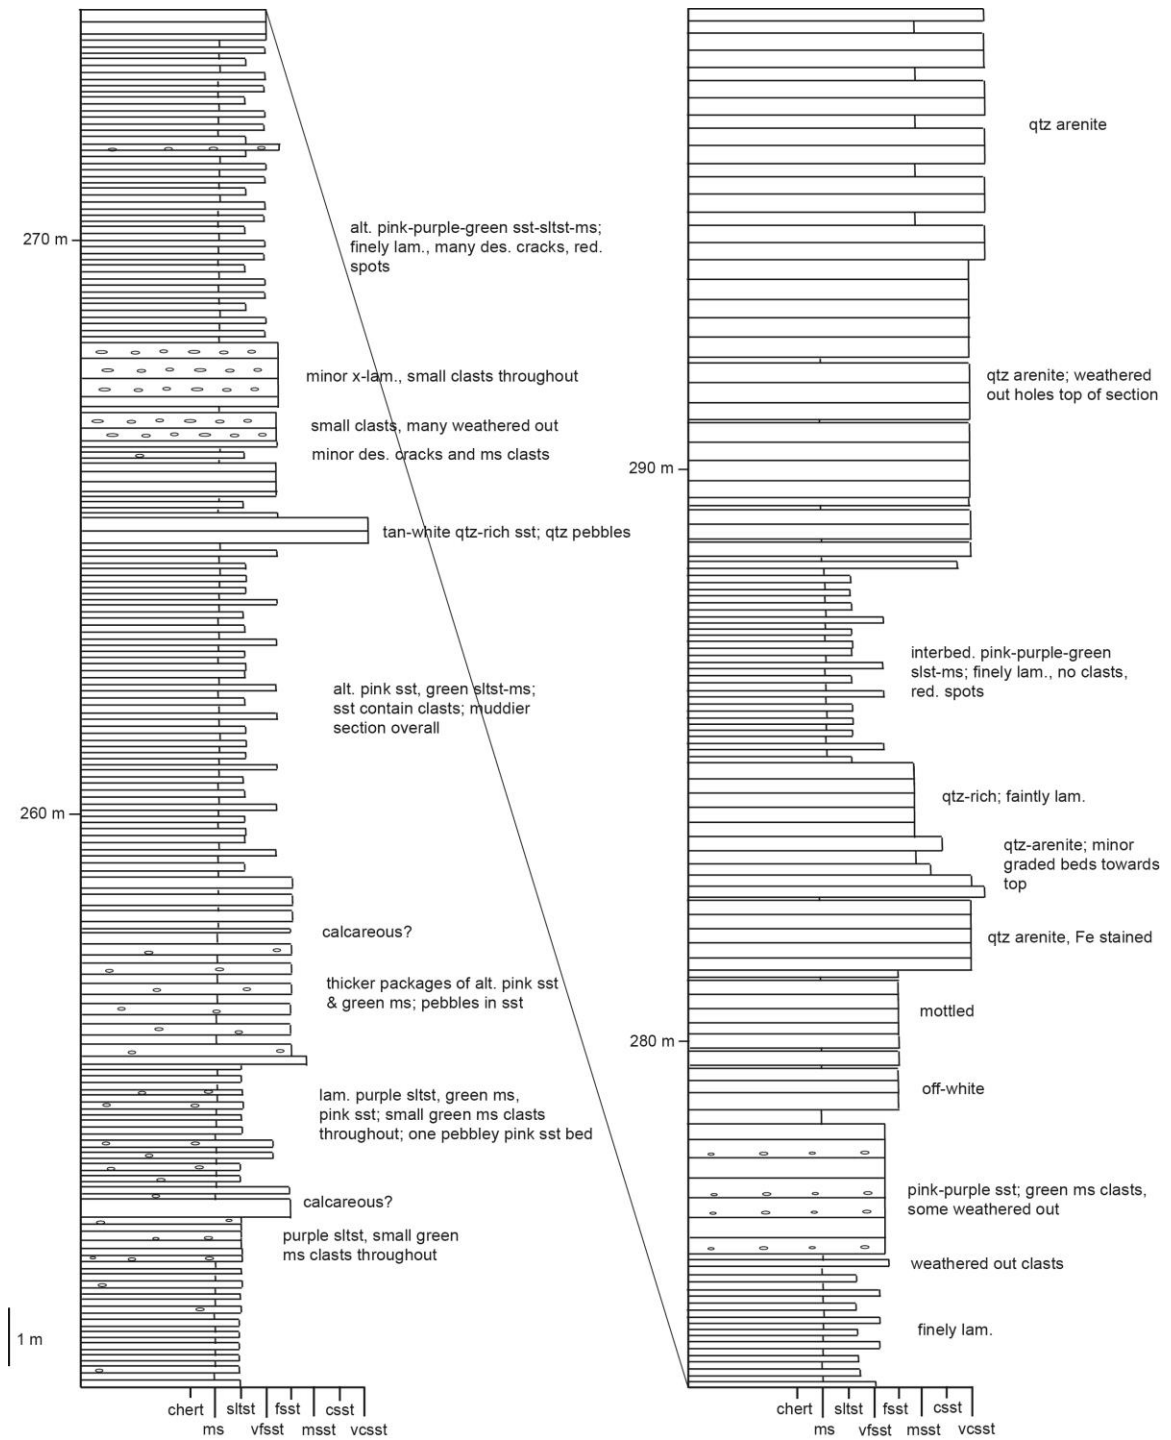 270 m
alt. pink-purple-green sst-sltst-ms;
finely lam., many des. cracks, red.
spots
minor x-lam., small clasts throughout
small clasts, many weathered out
minor des. cracks and ms clasts
tan-white qtz-rich sst; qtz pebbles
alt. pink sst, green sltst-ms;
sst contain clasts; muddier
section overall
260 m
calcareous?
thicker packages of alt. pink sst
& green ms; pebbles in sst
lam. purple sltst, green ms,
pink sst; small green ms clasts
throughout; one pebbley pink sst bed
calcareous?
purple sltst, small green
ms clasts throughout
1 m
chert
sltst
fsst
csst
ms
vfsst
msst
vcsst
qtz arenite
qtz arenite; weathered
out holes top of section
290 m
interbed. pink-purple-green
slst-ms; finely lam., no clasts,
red. spots
qtz-rich; faintly lam.
qtz-arenite; minor
graded beds towards
top
qtz arenite, Fe stained
mottled
280 m
off-white
pink-purple sst; green ms clasts,
some weathered out
weathered out clasts
finely lam.
chert
sltst
fsst
csst
ms
vfsst
msst
vcsst